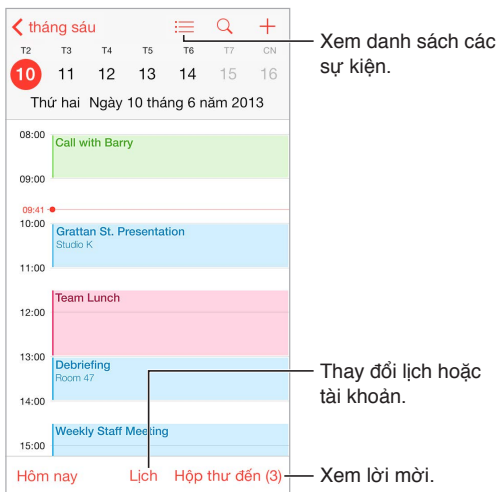 tháng sáu
T2 T3 T4 T5 T6 T7 CN
10 11 12 13 14 15 16
Thứ hai Ngày 10 tháng 6 năm 2013
08:00
Call with Barry
09:00
09:41
10:00
Grattan St. Presentation
Studio K
11:00
Team Lunch
12:00
13:00
Debriefing
Room 47
14:00
Weekly Staff Meeting
15:00
Hôm nay Lịch Hộp thư đến (3)
Xem danh sách các
sự kiện.
Thay đổi lịch hoặc
tài khoản.
Xem lời mời.